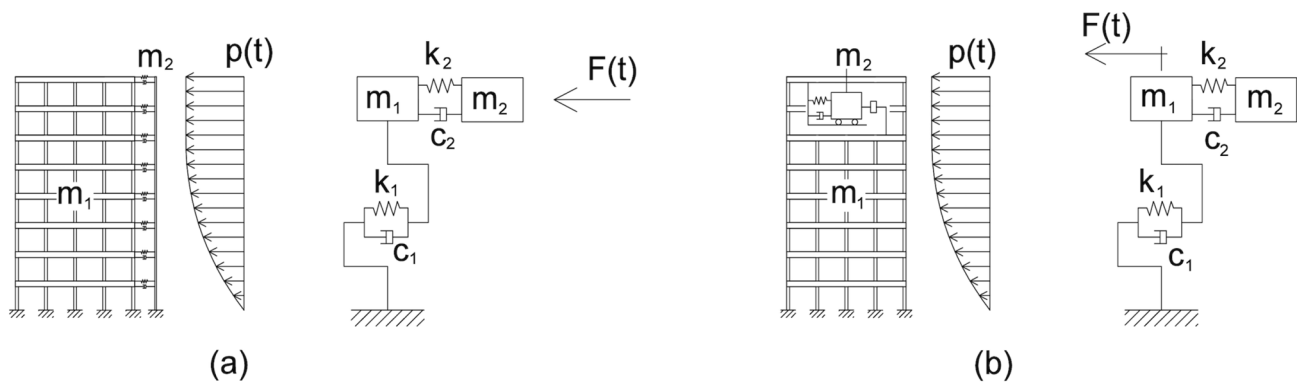 m₂
p(t)
m₁
k₂
m₁
m₂
c₂
k₁
c₁
F(t)
(a)
m₂
p(t)
m₁
F(t)
k₂
m₁
m₂
c₂
k₁
c₁
(b)